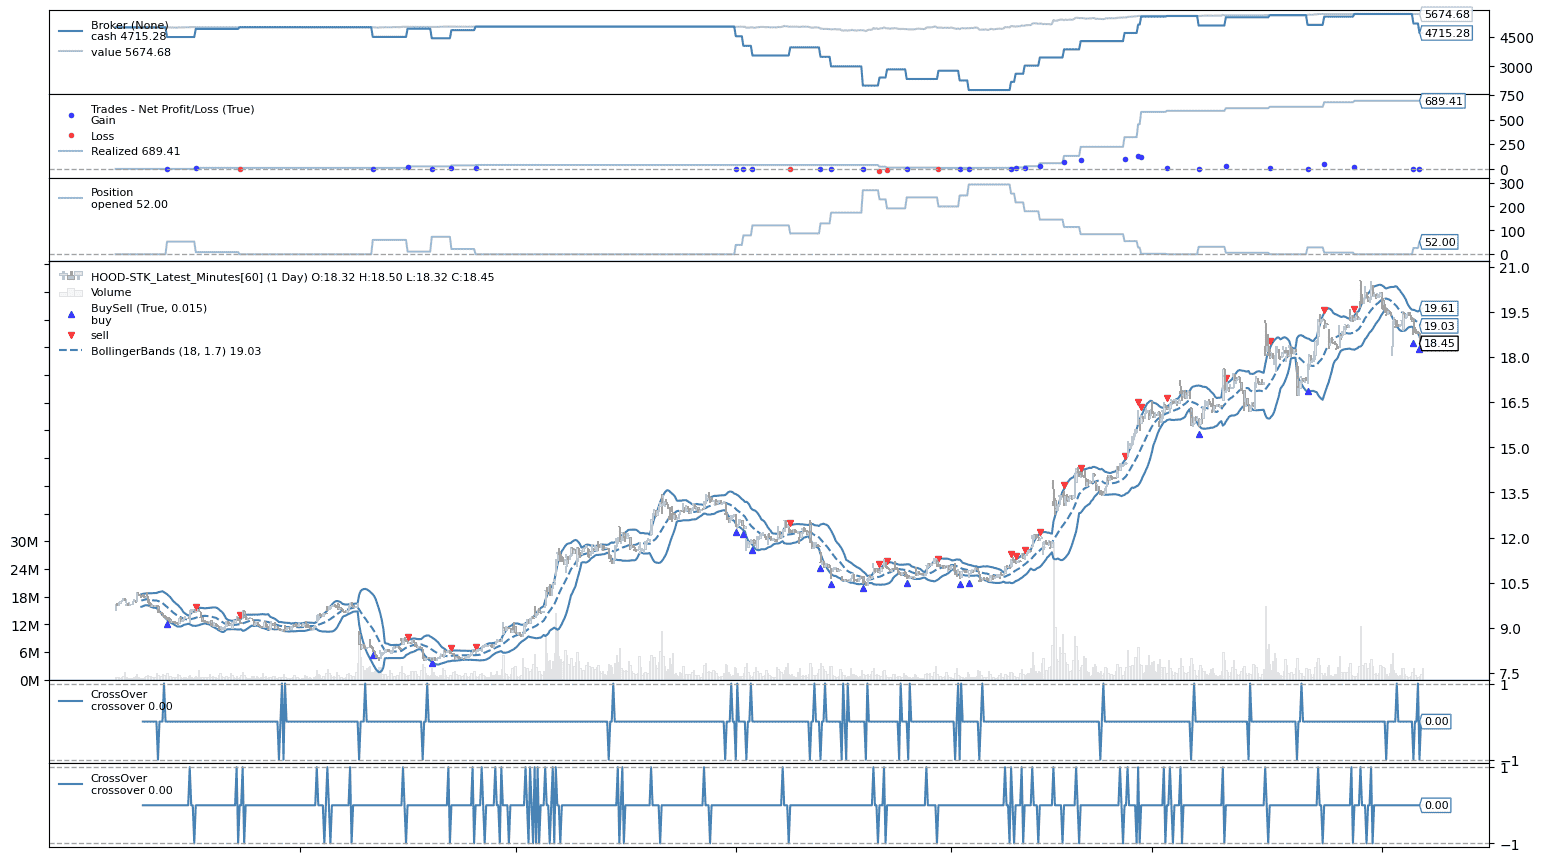 Broker (None)
cash 4715.28
value 5674.68
5674.68
4715.28
4500
3000
Trades - Net Profit/Loss (True)
Gain
Loss
Realized 689.41
689.41
750
500
250
0
Position
opened 52.00
52.00
300
200
100
0
HOOD-STK_Latest_Minutes[60] (1 Day) O:18.32 H:18.50 L:18.32 C:18.45
Volume
BuySell (True, 0.015)
buy
sell
BollingerBands (18, 1.7) 19.03
19.61
19.03
18.45
21.0
19.5
18.0
16.5
15.0
13.5
12.0
10.5
9.0
7.5
30M
24M
18M
12M
6M
0M
CrossOver
crossover 0.00
0.00
1
−1
CrossOver
crossover 0.00
0.00
1
−1